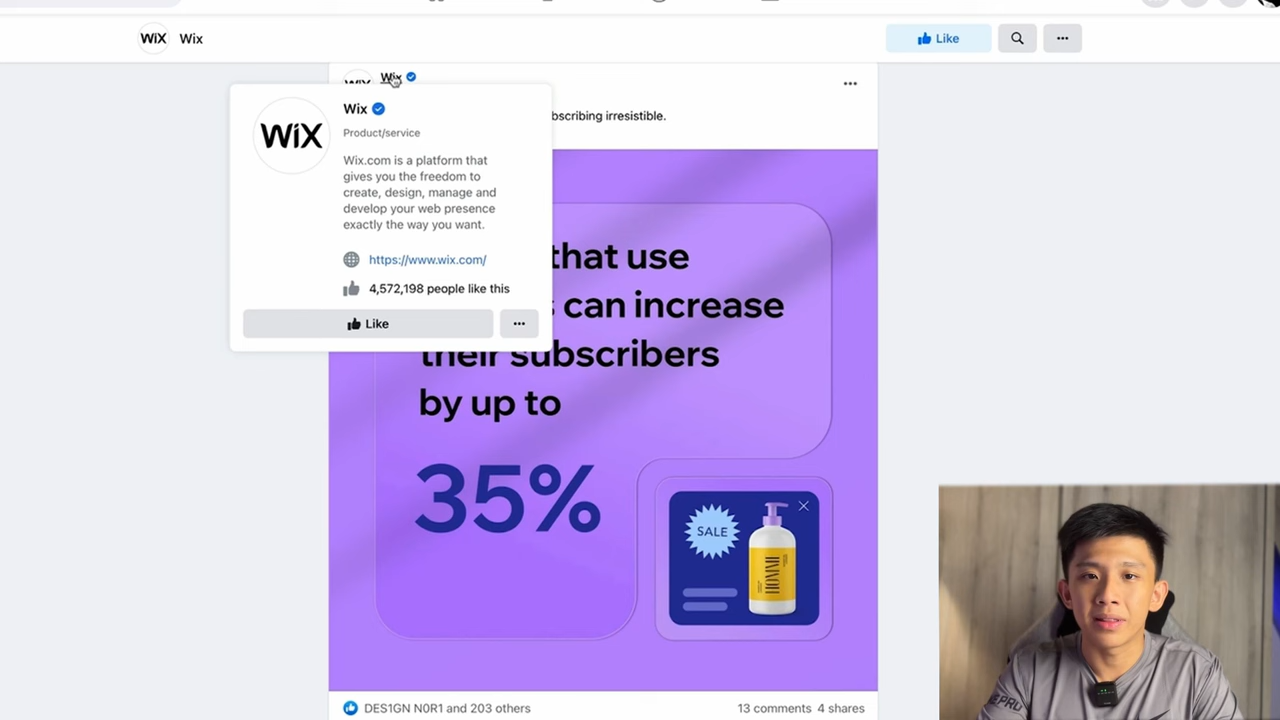 WiX
Wix
Like
Wix
bscribing irresistible.
WiX
Wix
Product/service
Wix.com is a platform that
gives you the freedom to
create, design, manage and
develop your web presence
exactly the way you want.
https://www.wix.com/
4,572,198 people like this
Like
that use
can increase
their subscribers
by up to
35%
SALE
HOMMII
DES1GN N0R1 and 203 others
13 comments 4 shares